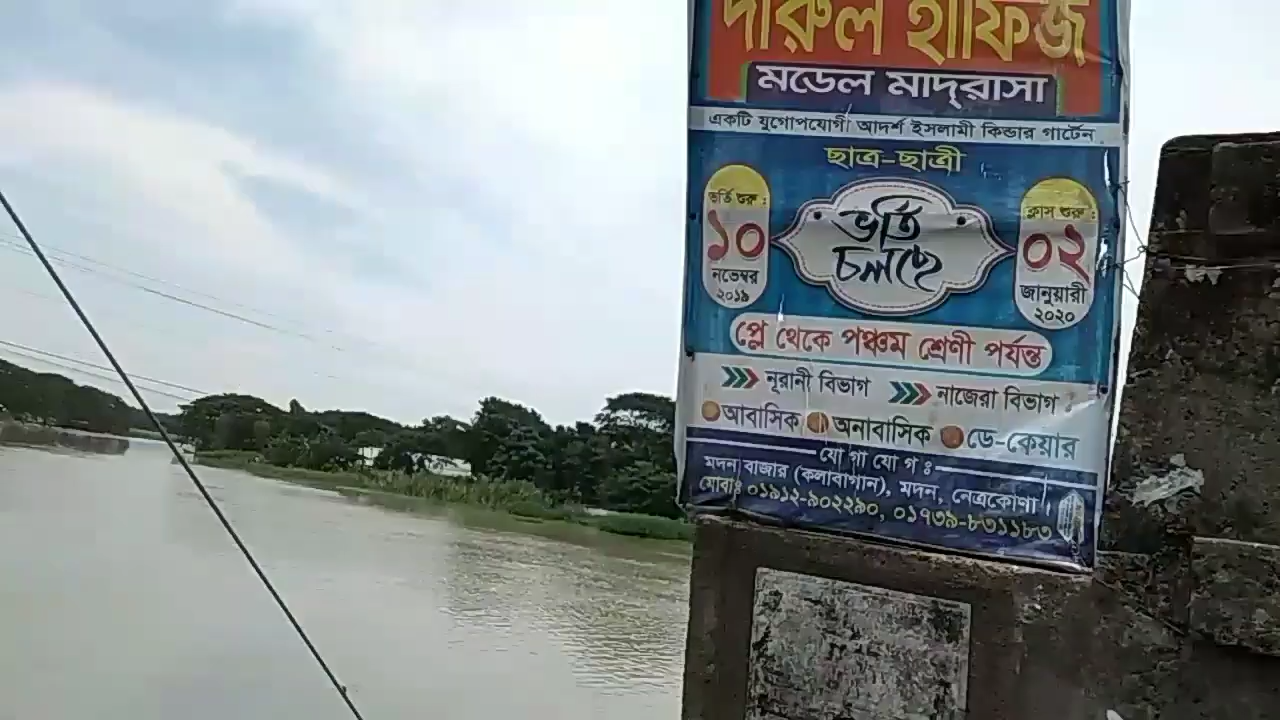 দারুল হাফিজ
মডেল মাদ্‌রাসা
একটি যুগোপযোগী আদর্শ ইসলামী কিন্ডার গার্টেন
ছাত্র-ছাত্রী
ভর্তি শুরু :
১০
নভেম্বর
২০১৯
ভর্তি
চলছে
ক্লাস শুরু :
০২
জানুয়ারী
২০২০
প্লে থেকে পঞ্চম শ্রেণী পর্যন্ত
নূরানী বিভাগ নাজেরা বিভাগ
আবাসিক অনাবাসিক ডে-কেয়ার
যোগাযোগঃ
মদন বাজার (কলাবাগান), মদন, নেত্রকোণা।
মোবাঃ ০১৯১২-৯০২২৯০, ০১৭৩৯-৮৩১১৮৩